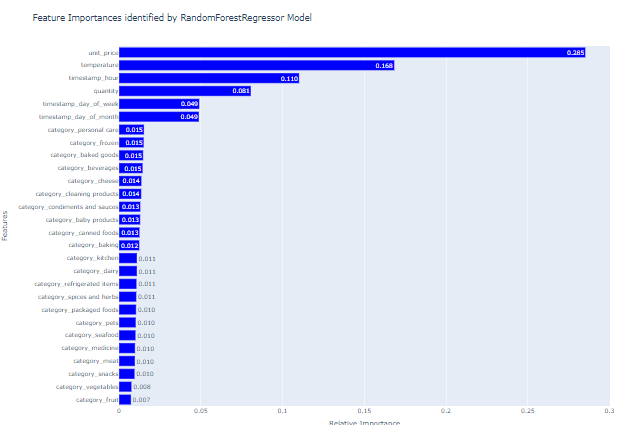 Feature Importances identified by RandomForestRegressor Model
unit_price 0.285
temperature 0.168
timestamp_hour 0.110
quantity 0.081
timestamp_day_of_week 0.049
timestamp_day_of_month 0.049
category_personal care 0.015
category_frozen 0.015
category_baked goods 0.015
category_beverages 0.015
category_cheese 0.014
category_cleaning products 0.014
category_condiments and sauces 0.013
category_baby products 0.013
category_canned foods 0.013
category_baking 0.012
category_kitchen 0.011
category_dairy 0.011
category_refrigerated items 0.011
category_spices and herbs 0.011
category_packaged foods 0.010
category_pets 0.010
category_seafood 0.010
category_medicine 0.010
category_meat 0.010
category_snacks 0.010
category_vegetables 0.008
category_fruit 0.007
Features
0 0.05 0.1 0.15 0.2 0.25 0.3
Relative Importance